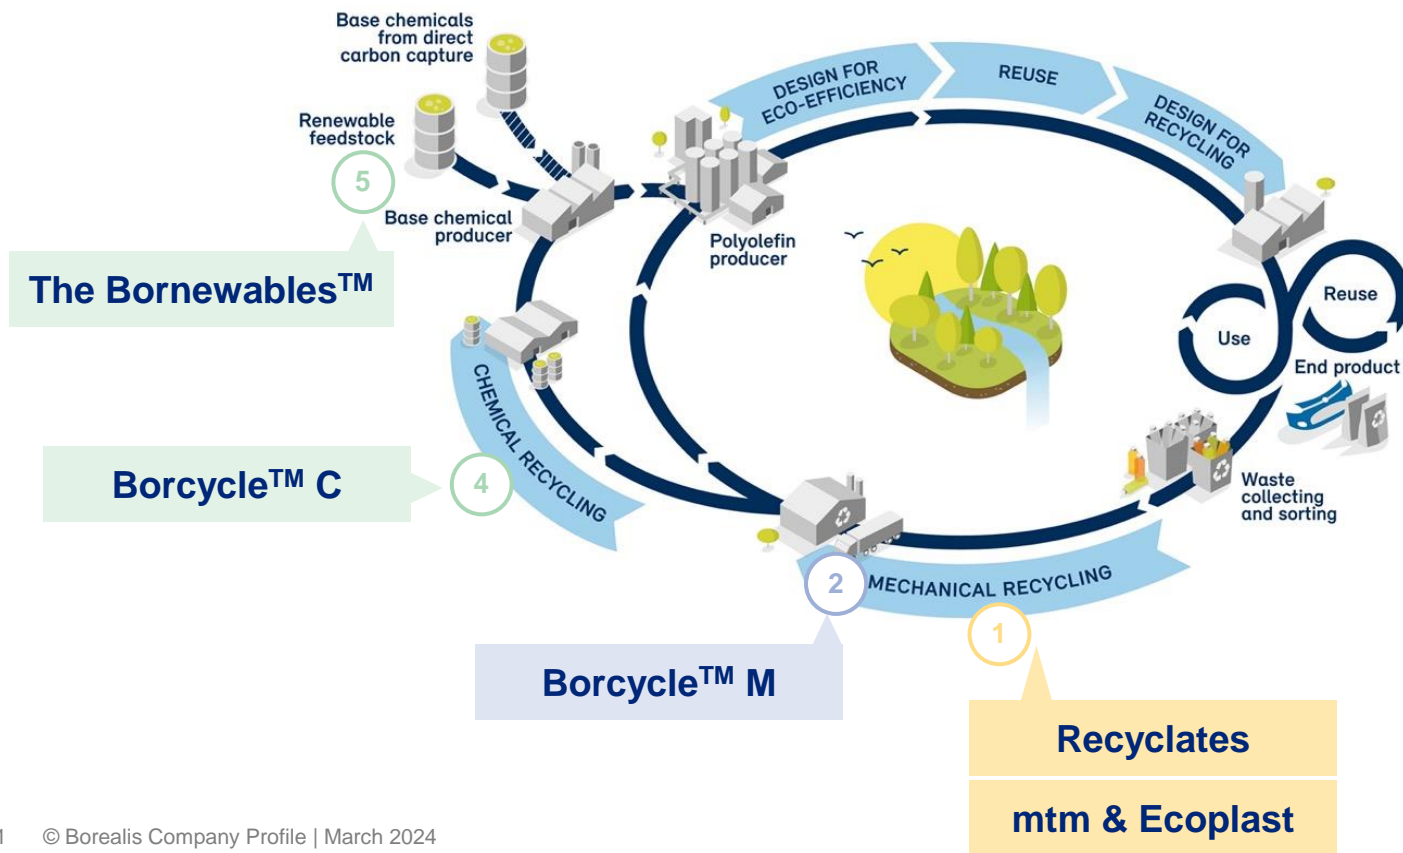 Base chemicals
from direct
carbon capture
Renewable
feedstock
5
Base chemical
producer
The Bornewables™
DESIGN FOR
ECO-EFFICIENCY
REUSE
DESIGN FOR
RECYCLING
Polyolefin
producer
Use
Reuse
End product
Waste
collecting
and sorting
CHEMICAL RECYCLING
4
Borcycle™ C
MECHANICAL RECYCLING
2
1
Borcycle™ M
Recyclates
mtm & Ecoplast
© Borealis Company Profile | March 2024